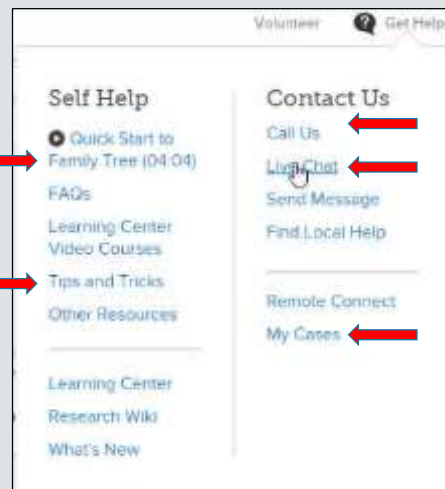 Volunteer
Get Help
Self Help
Quick Start to
Family Tree (04:04)
FAQs
Learning Center
Video Courses
Tips and Tricks
Other Resources
Learning Center
Research Wiki
What's New
Contact Us
Call Us
Live Chat
Send Message
Find Local Help
Remote Connect
My Cases